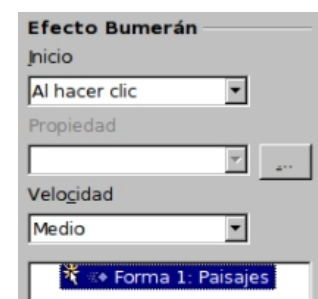 Efecto Bumerán
Inicio
Al hacer clic
Propiedad
...
Velocidad
Medio
Forma 1: Paisajes